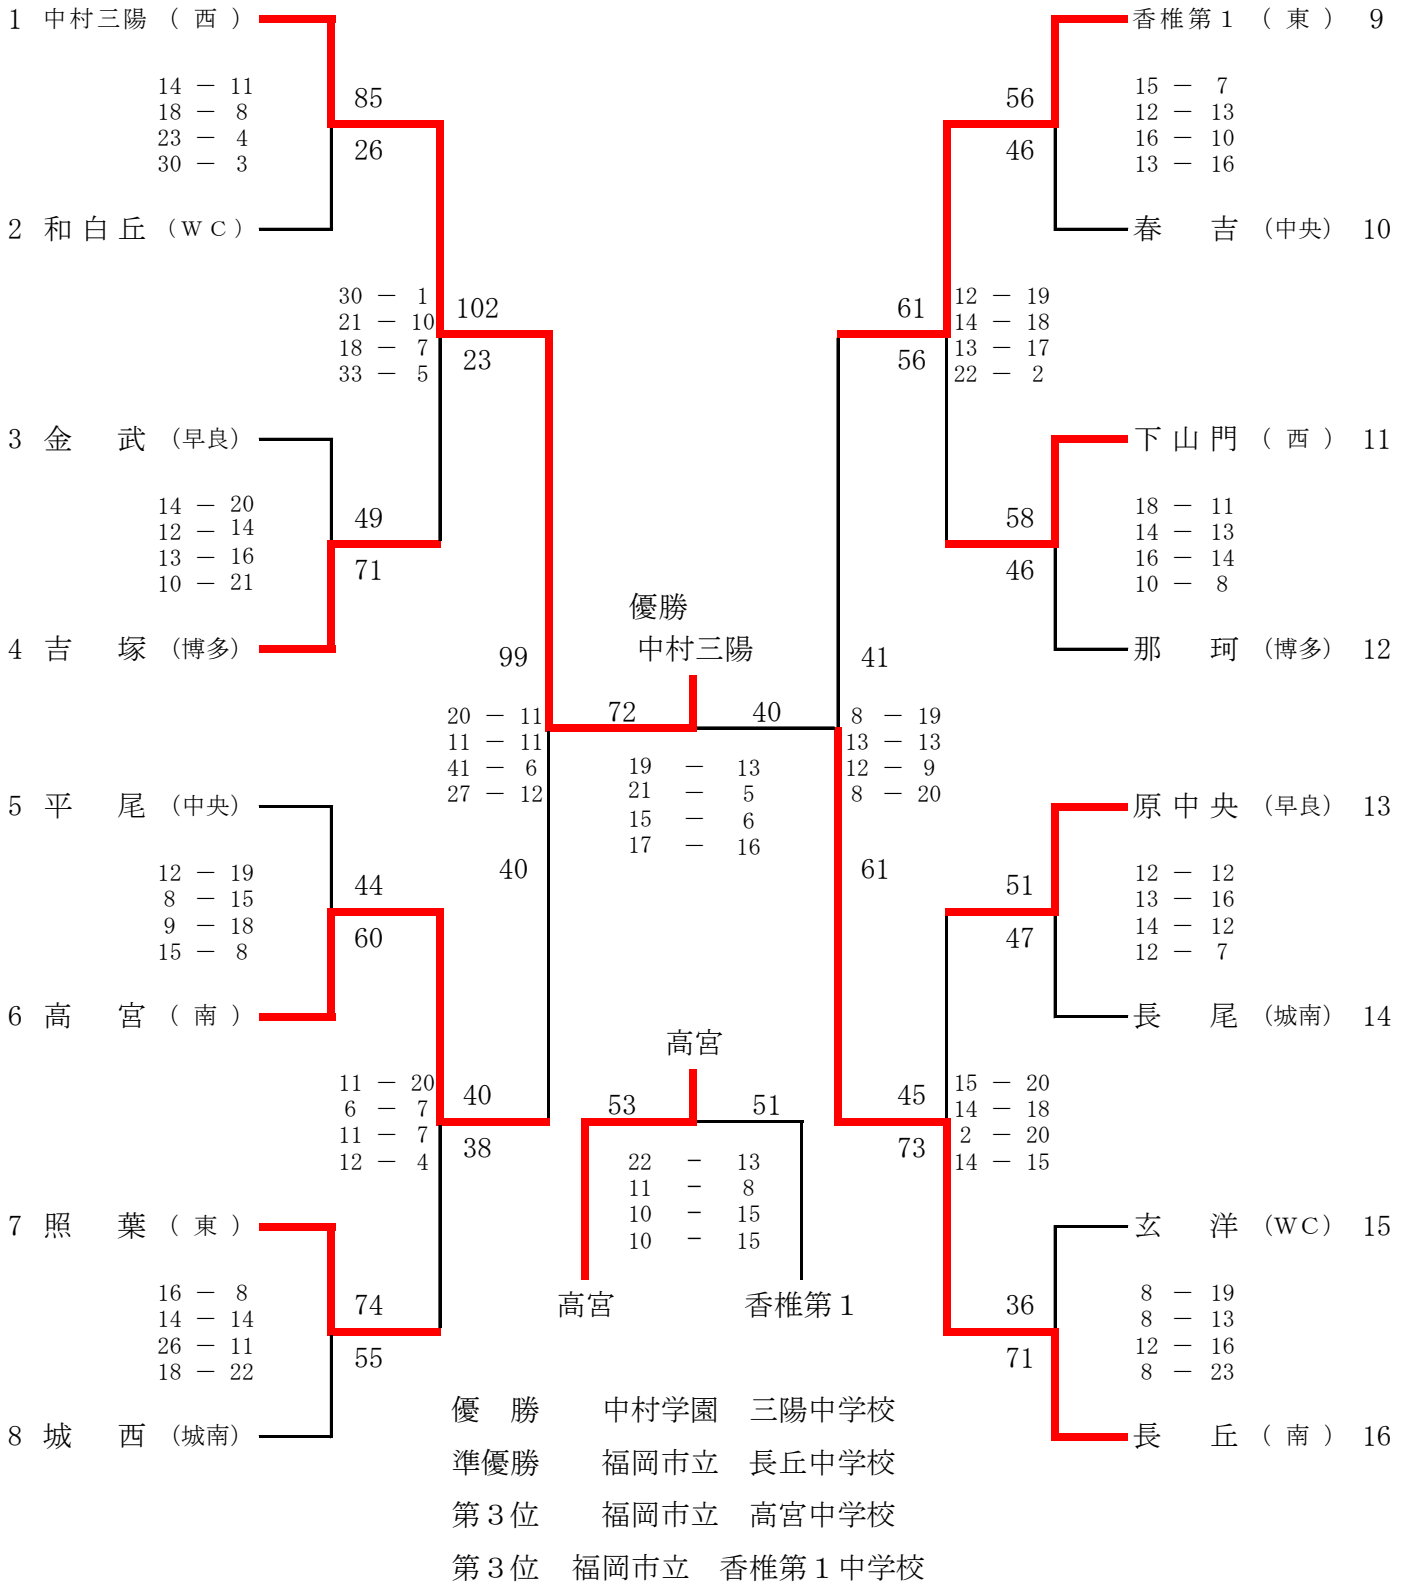 1 中村三陽 ( 西 )
14 － 11
18 － 8
23 － 4
30 － 3
85
26
2 和白丘 (ＷＣ)
30 － 1
21 － 10
18 － 7
33 － 5
102
23
3 金 武 (早良)
14 － 20
12 － 14
13 － 16
10 － 21
49
71
4 吉 塚 (博多)
99
20 － 11
11 － 11
41 － 6
27 － 12
40
5 平 尾 (中央)
12 － 19
8 － 15
9 － 18
15 － 8
44
60
6 高 宮 ( 南 )
11 － 20
6 － 7
11 － 7
12 － 4
40
38
7 照 葉 ( 東 )
16 － 8
14 － 14
26 － 11
18 － 22
74
55
8 城 西 (城南)
優勝
中村三陽
72 40
19 － 13
21 － 5
15 － 6
17 － 16
高宮
53 51
22 － 13
11 － 8
10 － 15
10 － 15
高宮 香椎第１
香椎第１ ( 東 ) 9
56
46
15 － 7
12 － 13
16 － 10
13 － 16
春 吉 (中央) 10
61
56
12 － 19
14 － 18
13 － 17
22 － 2
下山門 ( 西 ) 11
58
46
18 － 11
14 － 13
16 － 14
10 － 8
那 珂 (博多) 12
41
8 － 19
13 － 13
12 － 9
8 － 20
61
原中央 (早良) 13
51
47
12 － 12
13 － 16
14 － 12
12 － 7
長 尾 (城南) 14
45
73
15 － 20
14 － 18
2 － 20
14 － 15
玄 洋 (WC) 15
36
71
8 － 19
8 － 13
12 － 16
8 － 23
長 丘 ( 南 ) 16
優 勝 中村学園 三陽中学校
準優勝 福岡市立 長丘中学校
第３位 福岡市立 高宮中学校
第３位 福岡市立 香椎第１中学校